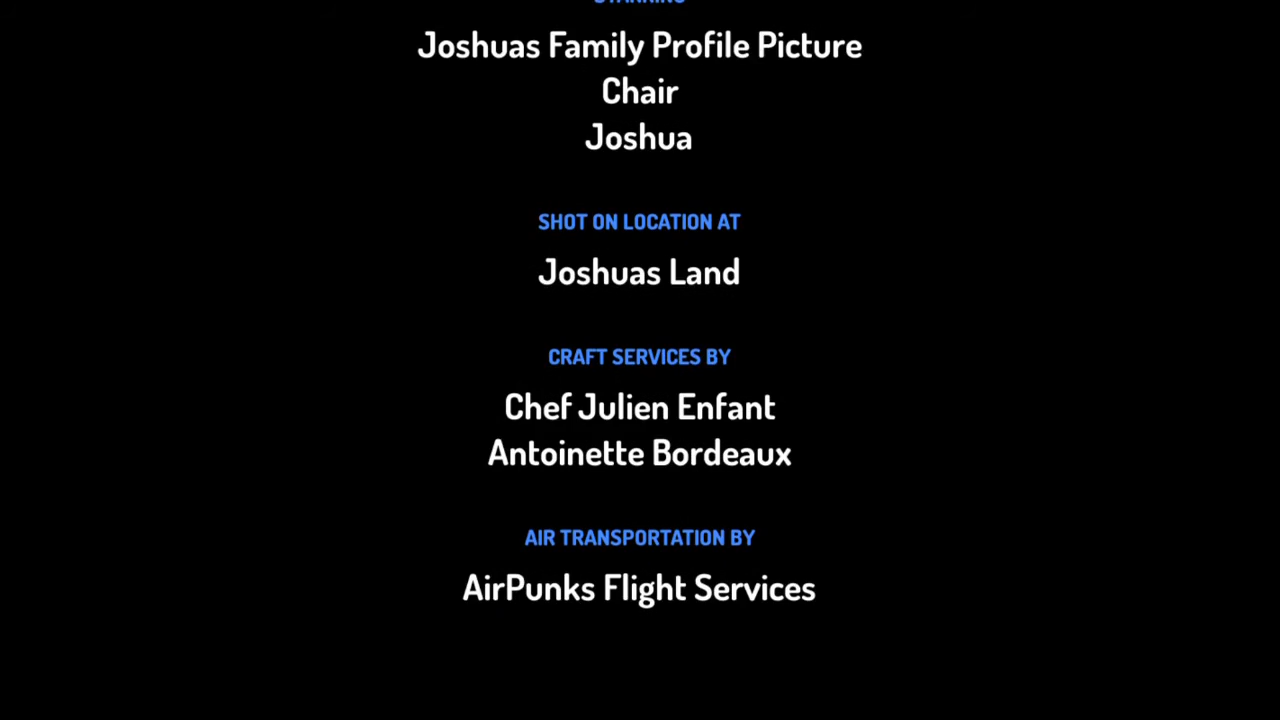 STARRING
Joshuas Family Profile Picture
Chair
Joshua
SHOT ON LOCATION AT
Joshuas Land
CRAFT SERVICES BY
Chef Julien Enfant
Antoinette Bordeaux
AIR TRANSPORTATION BY
AirPunks Flight Services